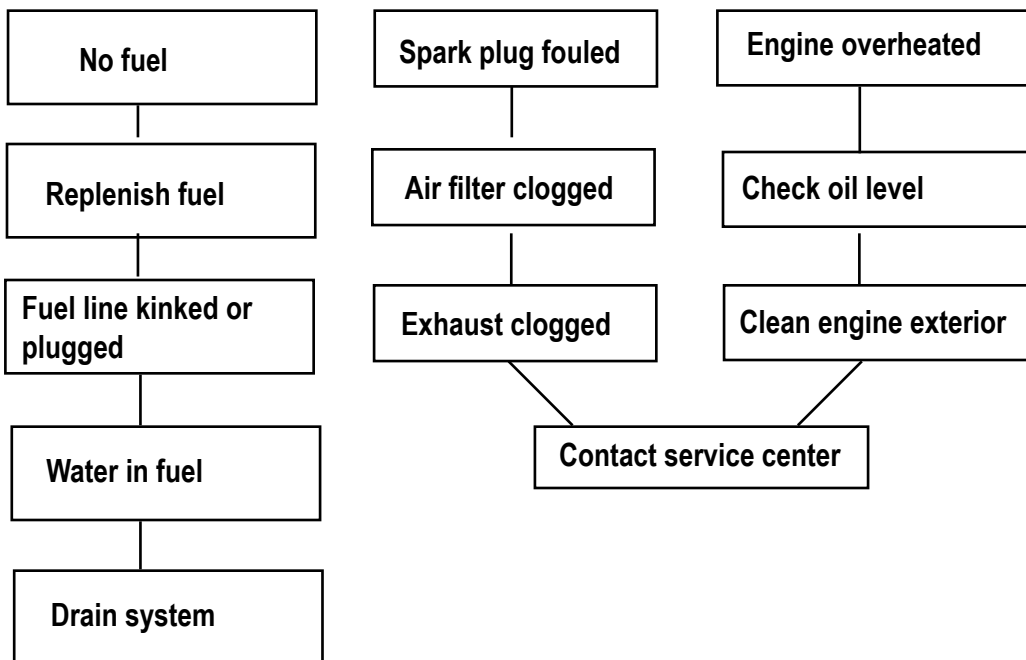 No fuel
Replenish fuel
Fuel line kinked or
plugged
Water in fuel
Drain system
Spark plug fouled
Air filter clogged
Exhaust clogged
Engine overheated
Check oil level
Clean engine exterior
Contact service center